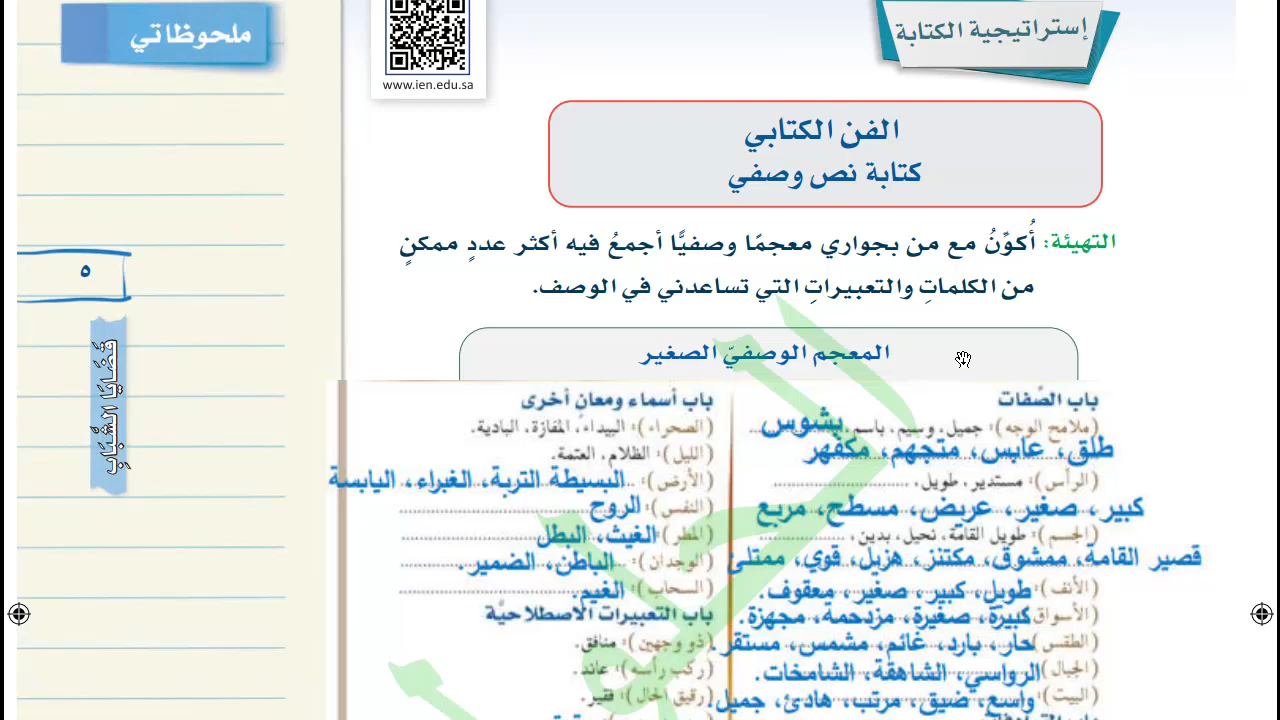 إستراتيجية الكتابة
ملحوظاتي
www.ien.edu.sa
الفن الكتابي
كتابة نص وصفي
التهيئة: أُكوِّنُ مع من بجواري معجمًا وصفيًّا أجمعُ فيه أكثر عددٍ ممكنٍ
من الكلماتِ والتعبيراتِ التي تساعدني في الوصف.
٥
قَضَايَا الشَّبَابِ
المعجم الوصفيّ الصغير
باب الصِّفات
(ملامح الوجه): جميل، وسيم، باسم، بشوس
طلق، عابس، متجهم، مكفهر
(الرأس): مستدير، طويل،
كبير، صغير، عريض، مسطح، مربع
(الجسم): طويل القامة، نحيل، بدين،
قصير القامة، ممشوق، مكتنز، هزيل، قوي، ممتلئ
(الأنف): طويل، كبير، صغير، معقوف.
(الأسواق كبيرة، صغيرة، مزدحمة، مجهزة.
(الطقس) حار، بارد، غائم، مشمس، مستقر.
(الجبال) الرواسي، الشاهقة، الشامخات.
(البيت): واسع، ضيق، مرتب، هادئ، جميل.
باب أسماء ومعانٍ أخرى
(الصحراء): البيداء، المفازة، البادية.
(الليل): الظلام، العتمة.
(الأرض): البسيطة التربة، الغبراء، اليابسة
(النفس): الروح
(المطر) الغيث، البطل
(الوجدان): الباطن، الضمير.
(السحاب): الغيم.
باب التعبيرات الاصطلاحيَّة
(ذو وجهين): منافق.
(ركب رأسه): عاند.
(رقيق الحال): فقير.